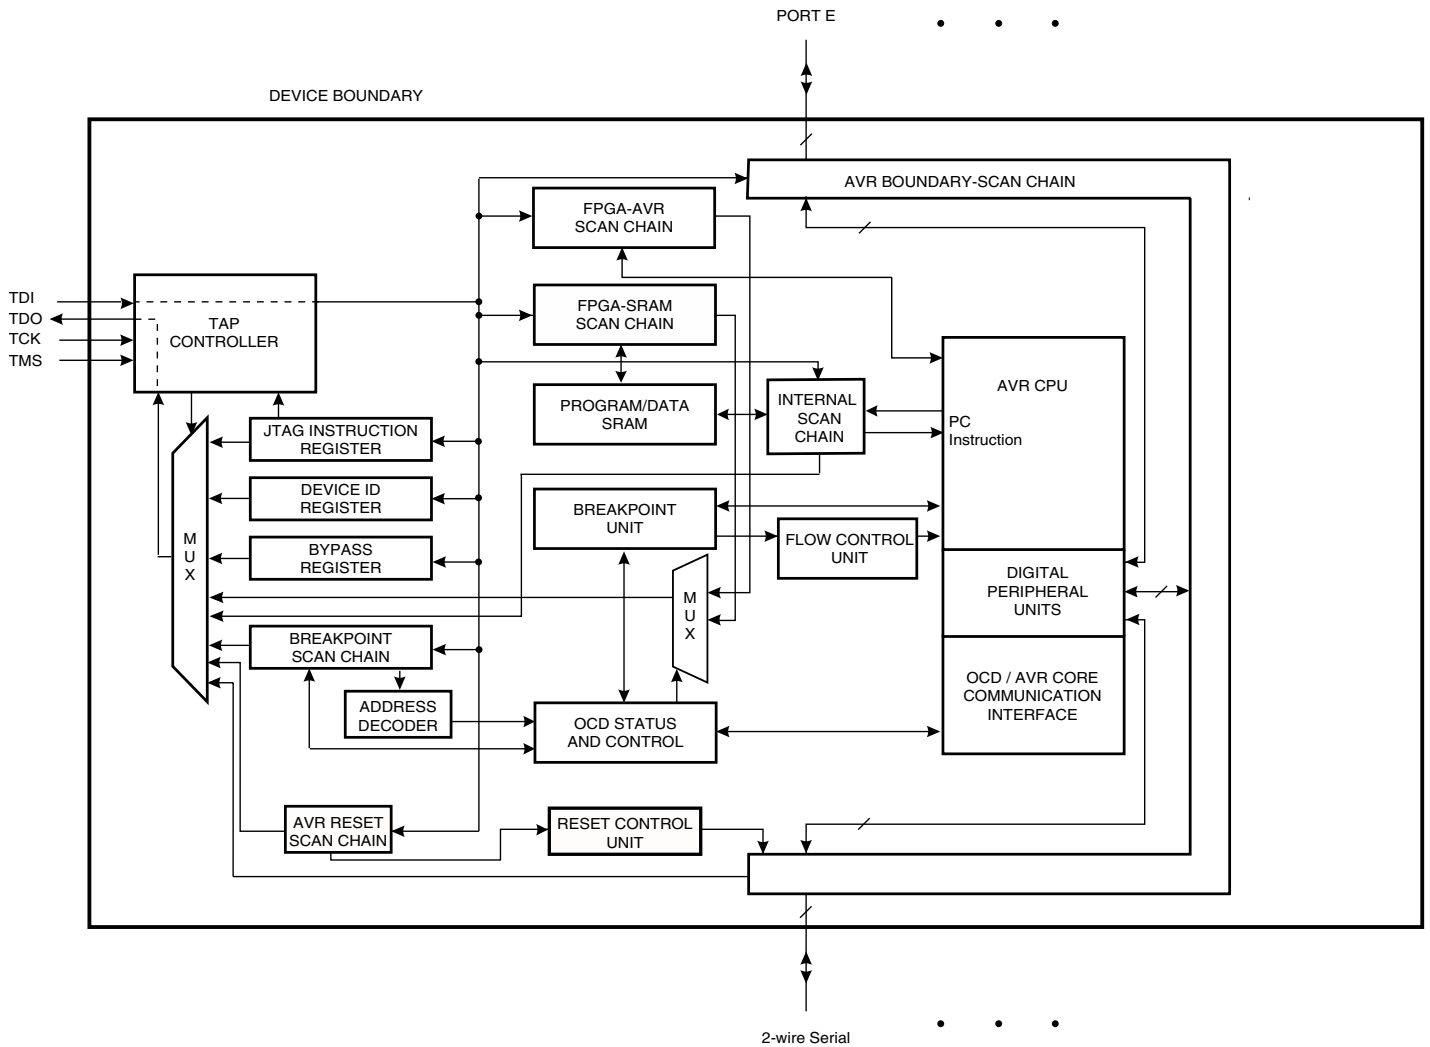 PORT E
DEVICE BOUNDARY
AVR BOUNDARY-SCAN CHAIN
FPGA-AVR
SCAN CHAIN
TDI
TDO
TCK
TMS
TAP
CONTROLLER
FPGA-SRAM
SCAN CHAIN
PROGRAM/DATA
SRAM
INTERNAL
SCAN
CHAIN
AVR CPU
PC
Instruction
JTAG INSTRUCTION
REGISTER
DEVICE ID
REGISTER
BYPASS
REGISTER
M
U
X
BREAKPOINT
UNIT
FLOW CONTROL
UNIT
DIGITAL
PERIPHERAL
UNITS
M
U
X
BREAKPOINT
SCAN CHAIN
ADDRESS
DECODER
OCD STATUS
AND CONTROL
OCD / AVR CORE
COMMUNICATION
INTERFACE
AVR RESET
SCAN CHAIN
RESET CONTROL
UNIT
2-wire Serial